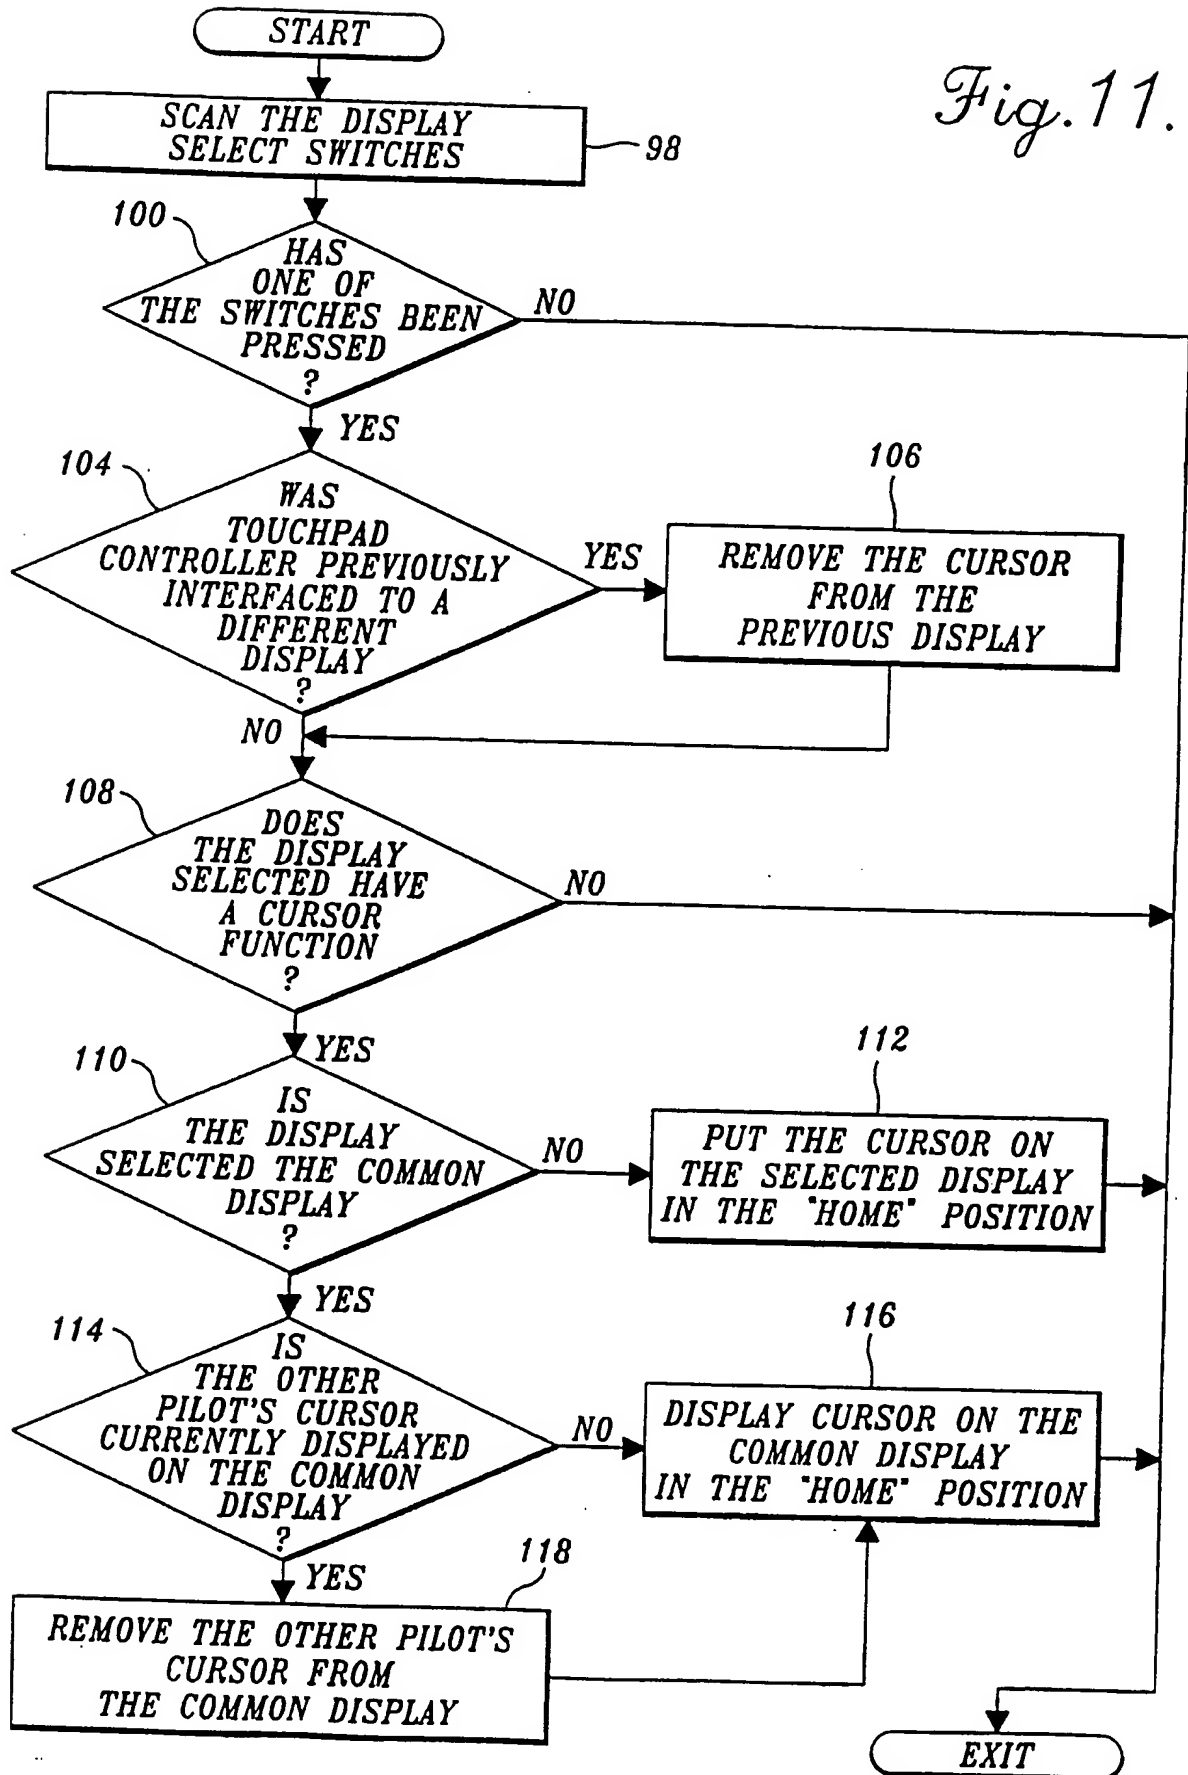 START
Fig. 11.
SCAN THE DISPLAY
SELECT SWITCHES
98
100
HAS
ONE OF
THE SWITCHES BEEN
PRESSED
?
NO
YES
104
WAS
TOUCHPAD
CONTROLLER PREVIOUSLY
INTERFACED TO A
DIFFERENT
DISPLAY
?
YES
106
REMOVE THE CURSOR
FROM THE
PREVIOUS DISPLAY
NO
108
DOES
THE DISPLAY
SELECTED HAVE
A CURSOR
FUNCTION
?
NO
YES
110
IS
THE DISPLAY
SELECTED THE COMMON
DISPLAY
?
NO
112
PUT THE CURSOR ON
THE SELECTED DISPLAY
IN THE "HOME" POSITION
YES
114
IS
THE OTHER
PILOT'S CURSOR
CURRENTLY DISPLAYED
ON THE COMMON
DISPLAY
?
NO
116
DISPLAY CURSOR ON THE
COMMON DISPLAY
IN THE "HOME" POSITION
YES
118
REMOVE THE OTHER PILOT'S
CURSOR FROM
THE COMMON DISPLAY
EXIT